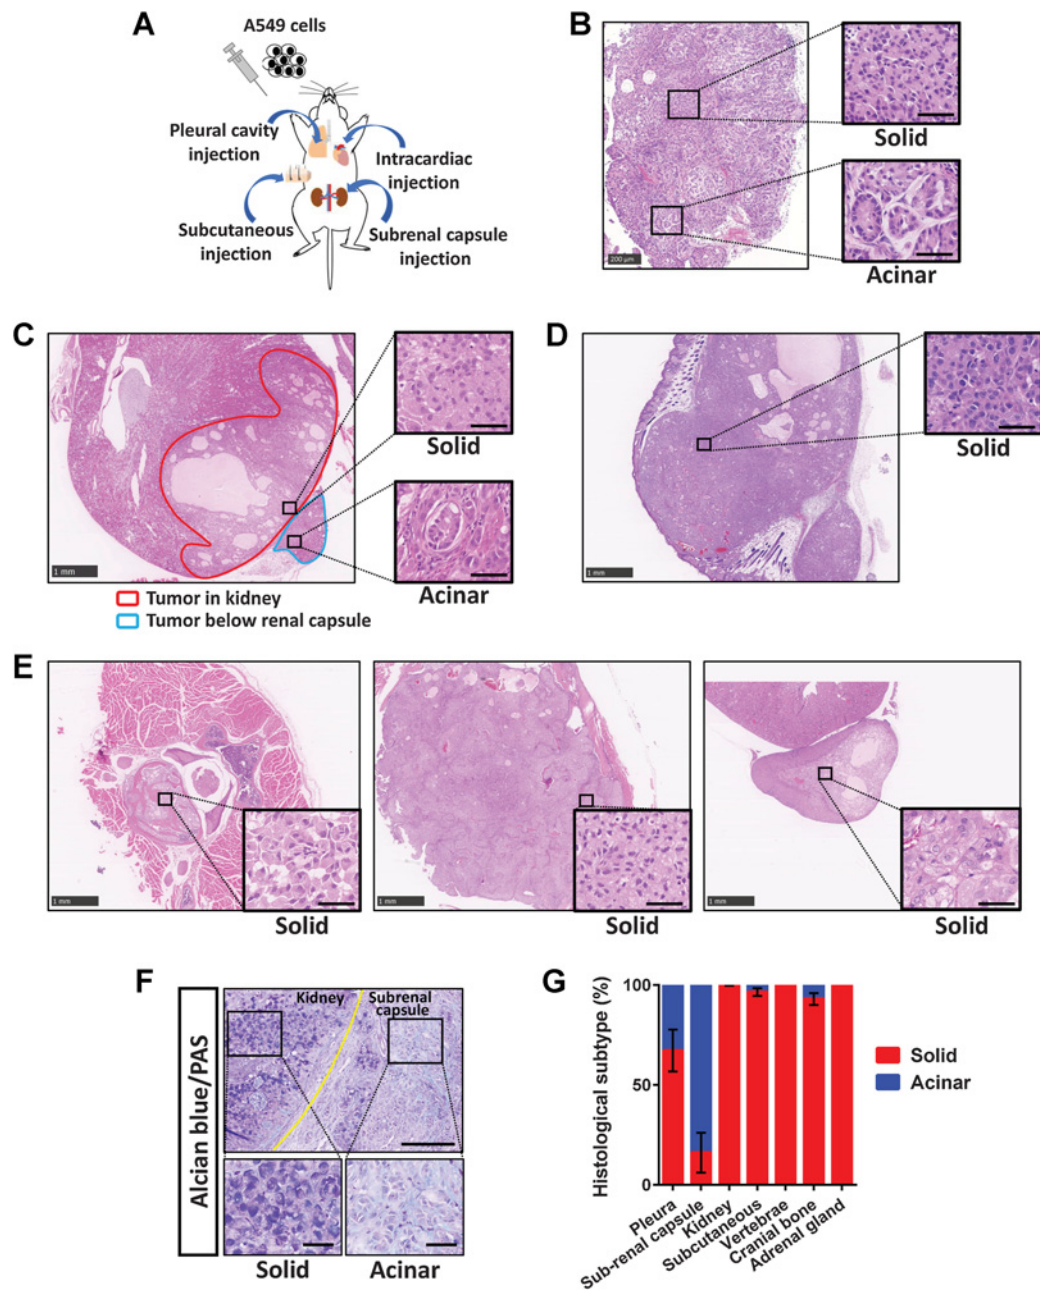 A
A549 cells
Pleural cavity
injection
Intracardiac
injection
Subcutaneous
injection
Subrenal capsule
injection
B
200 µm
Solid
Acinar
C
1 mm
Solid
Acinar
Tumor in kidney
Tumor below renal capsule
D
1 mm
Solid
E
1 mm
Solid
1 mm
Solid
1 mm
Solid
F
Alcian blue/PAS
Kidney
Subrenal
capsule
Solid
Acinar
G
Histological subtype (%)
100
50
0
Pleura
Sub-renal capsule
Kidney
Subcutaneous
Vertebrae
Cranial bone
Adrenal gland
Solid
Acinar